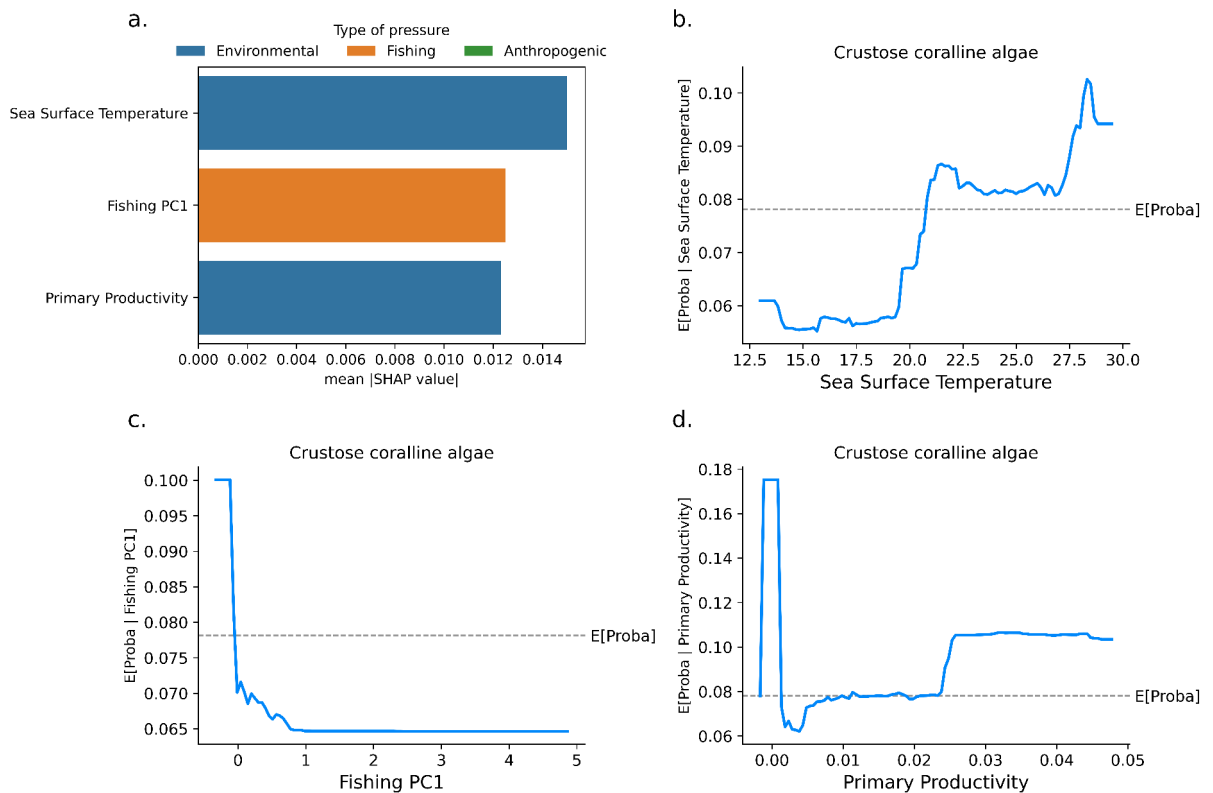 a.
Type of pressure
Environmental Fishing Anthropogenic
Sea Surface Temperature
Fishing PC1
Primary Productivity
0.000 0.002 0.004 0.006 0.008 0.010 0.012 0.014
mean |SHAP value|
b.
Crustose coralline algae
E[Proba | Sea Surface Temperature]
0.10
0.09
0.08
0.07
0.06
E[Proba]
12.5 15.0 17.5 20.0 22.5 25.0 27.5 30.0
Sea Surface Temperature
c.
Crustose coralline algae
E[Proba | Fishing PC1]
0.100
0.095
0.090
0.085
0.080
0.075
0.070
0.065
E[Proba]
0 1 2 3 4 5
Fishing PC1
d.
Crustose coralline algae
E[Proba | Primary Productivity]
0.18
0.16
0.14
0.12
0.10
0.08
0.06
E[Proba]
0.00 0.01 0.02 0.03 0.04 0.05
Primary Productivity